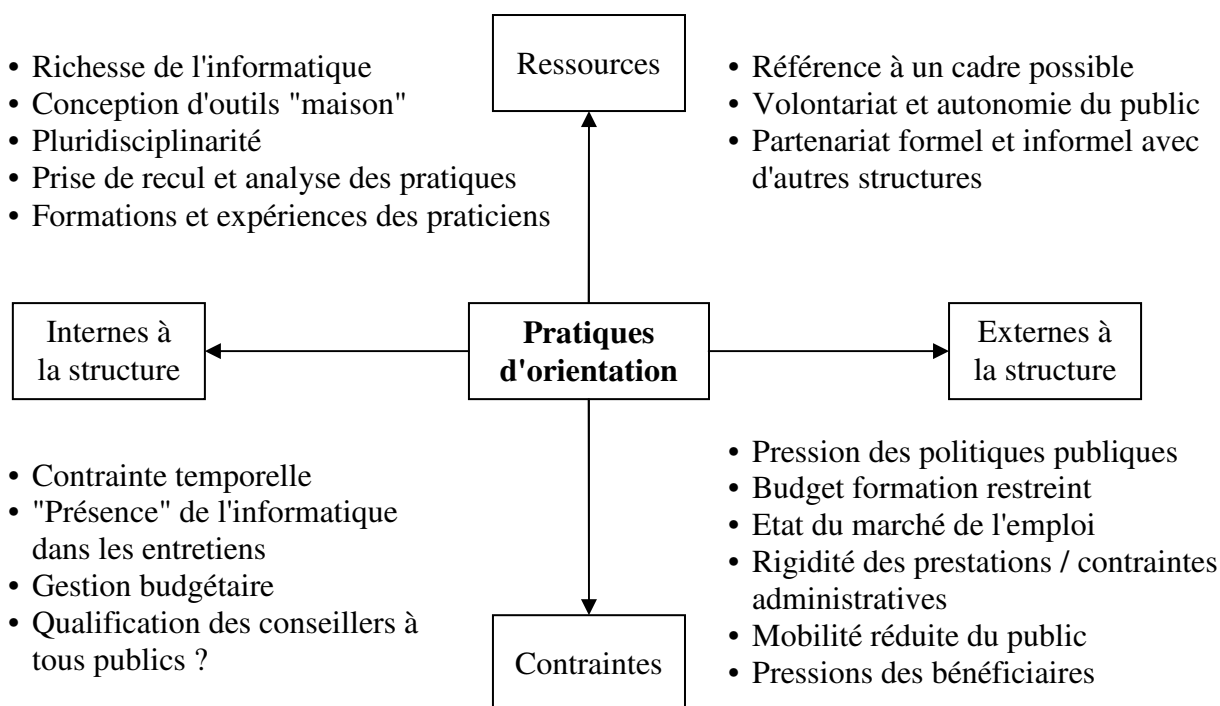 Ressources
• Richesse de l'informatique
• Conception d'outils "maison"
• Pluridisciplinarité
• Prise de recul et analyse des pratiques
• Formations et expériences des praticiens
• Référence à un cadre possible
• Volontariat et autonomie du public
• Partenariat formel et informel avec
d'autres structures
Internes à
la structure
Pratiques
d'orientation
Externes à
la structure
• Contrainte temporelle
• "Présence" de l'informatique
dans les entretiens
• Gestion budgétaire
• Qualification des conseillers à
tous publics ?
• Pression des politiques publiques
• Budget formation restreint
• Etat du marché de l'emploi
• Rigidité des prestations / contraintes
administratives
• Mobilité réduite du public
• Pressions des bénéficiaires
Contraintes